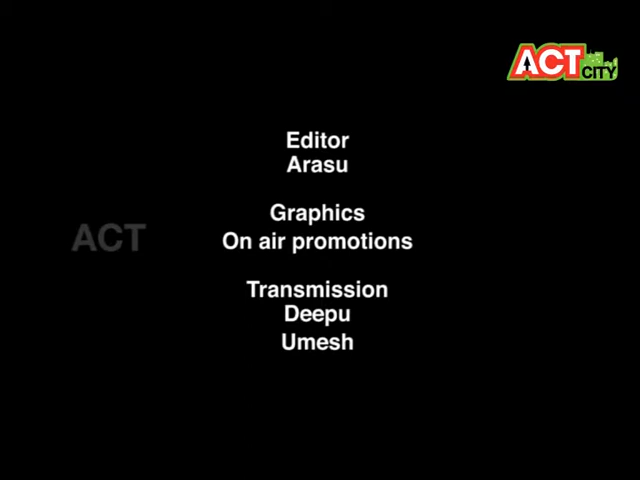 ACT
CITY
Editor
Arasu
Graphics
ACT
On air promotions
Transmission
Deepu
Umesh